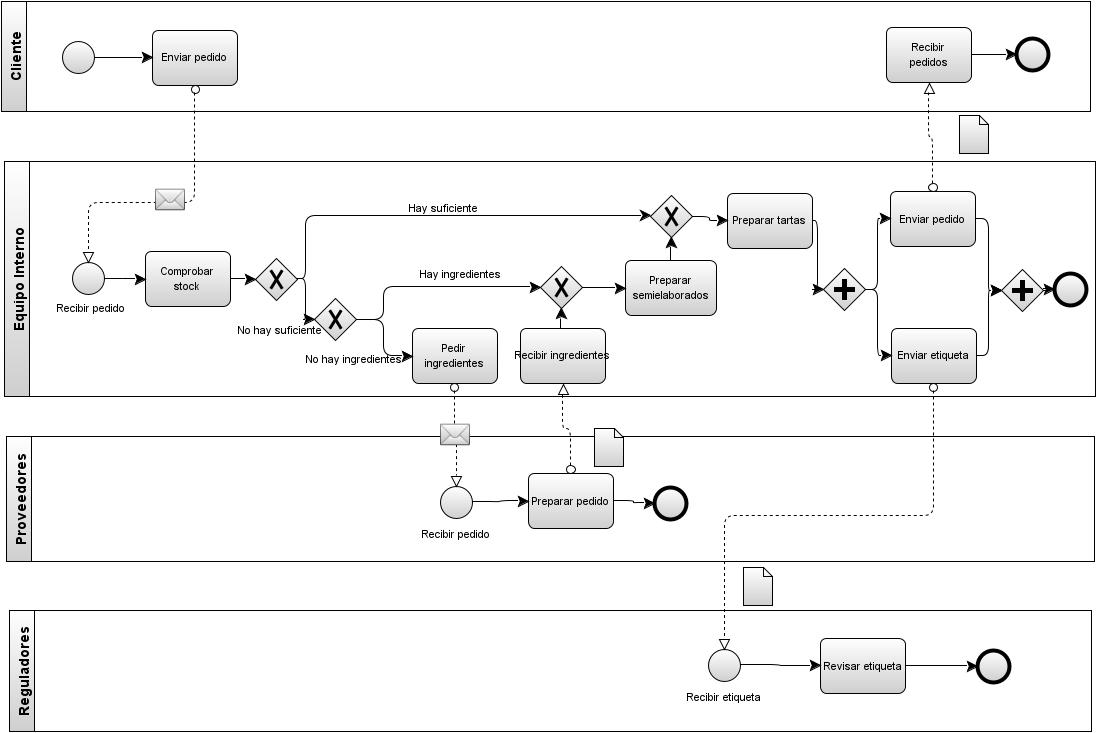 Cliente
Enviar pedido
Recibir
pedidos
Equipo Interno
Recibir pedido
Comprobar
stock
Hay suficiente
No hay suficiente
Hay ingredientes
No hay ingredientes
Pedir
ingredientes
Recibir ingredientes
Preparar
semielaborados
Preparar tartas
Enviar pedido
Enviar etiqueta
Proveedores
Recibir pedido
Preparar pedido
Reguladores
Recibir etiqueta
Revisar etiqueta